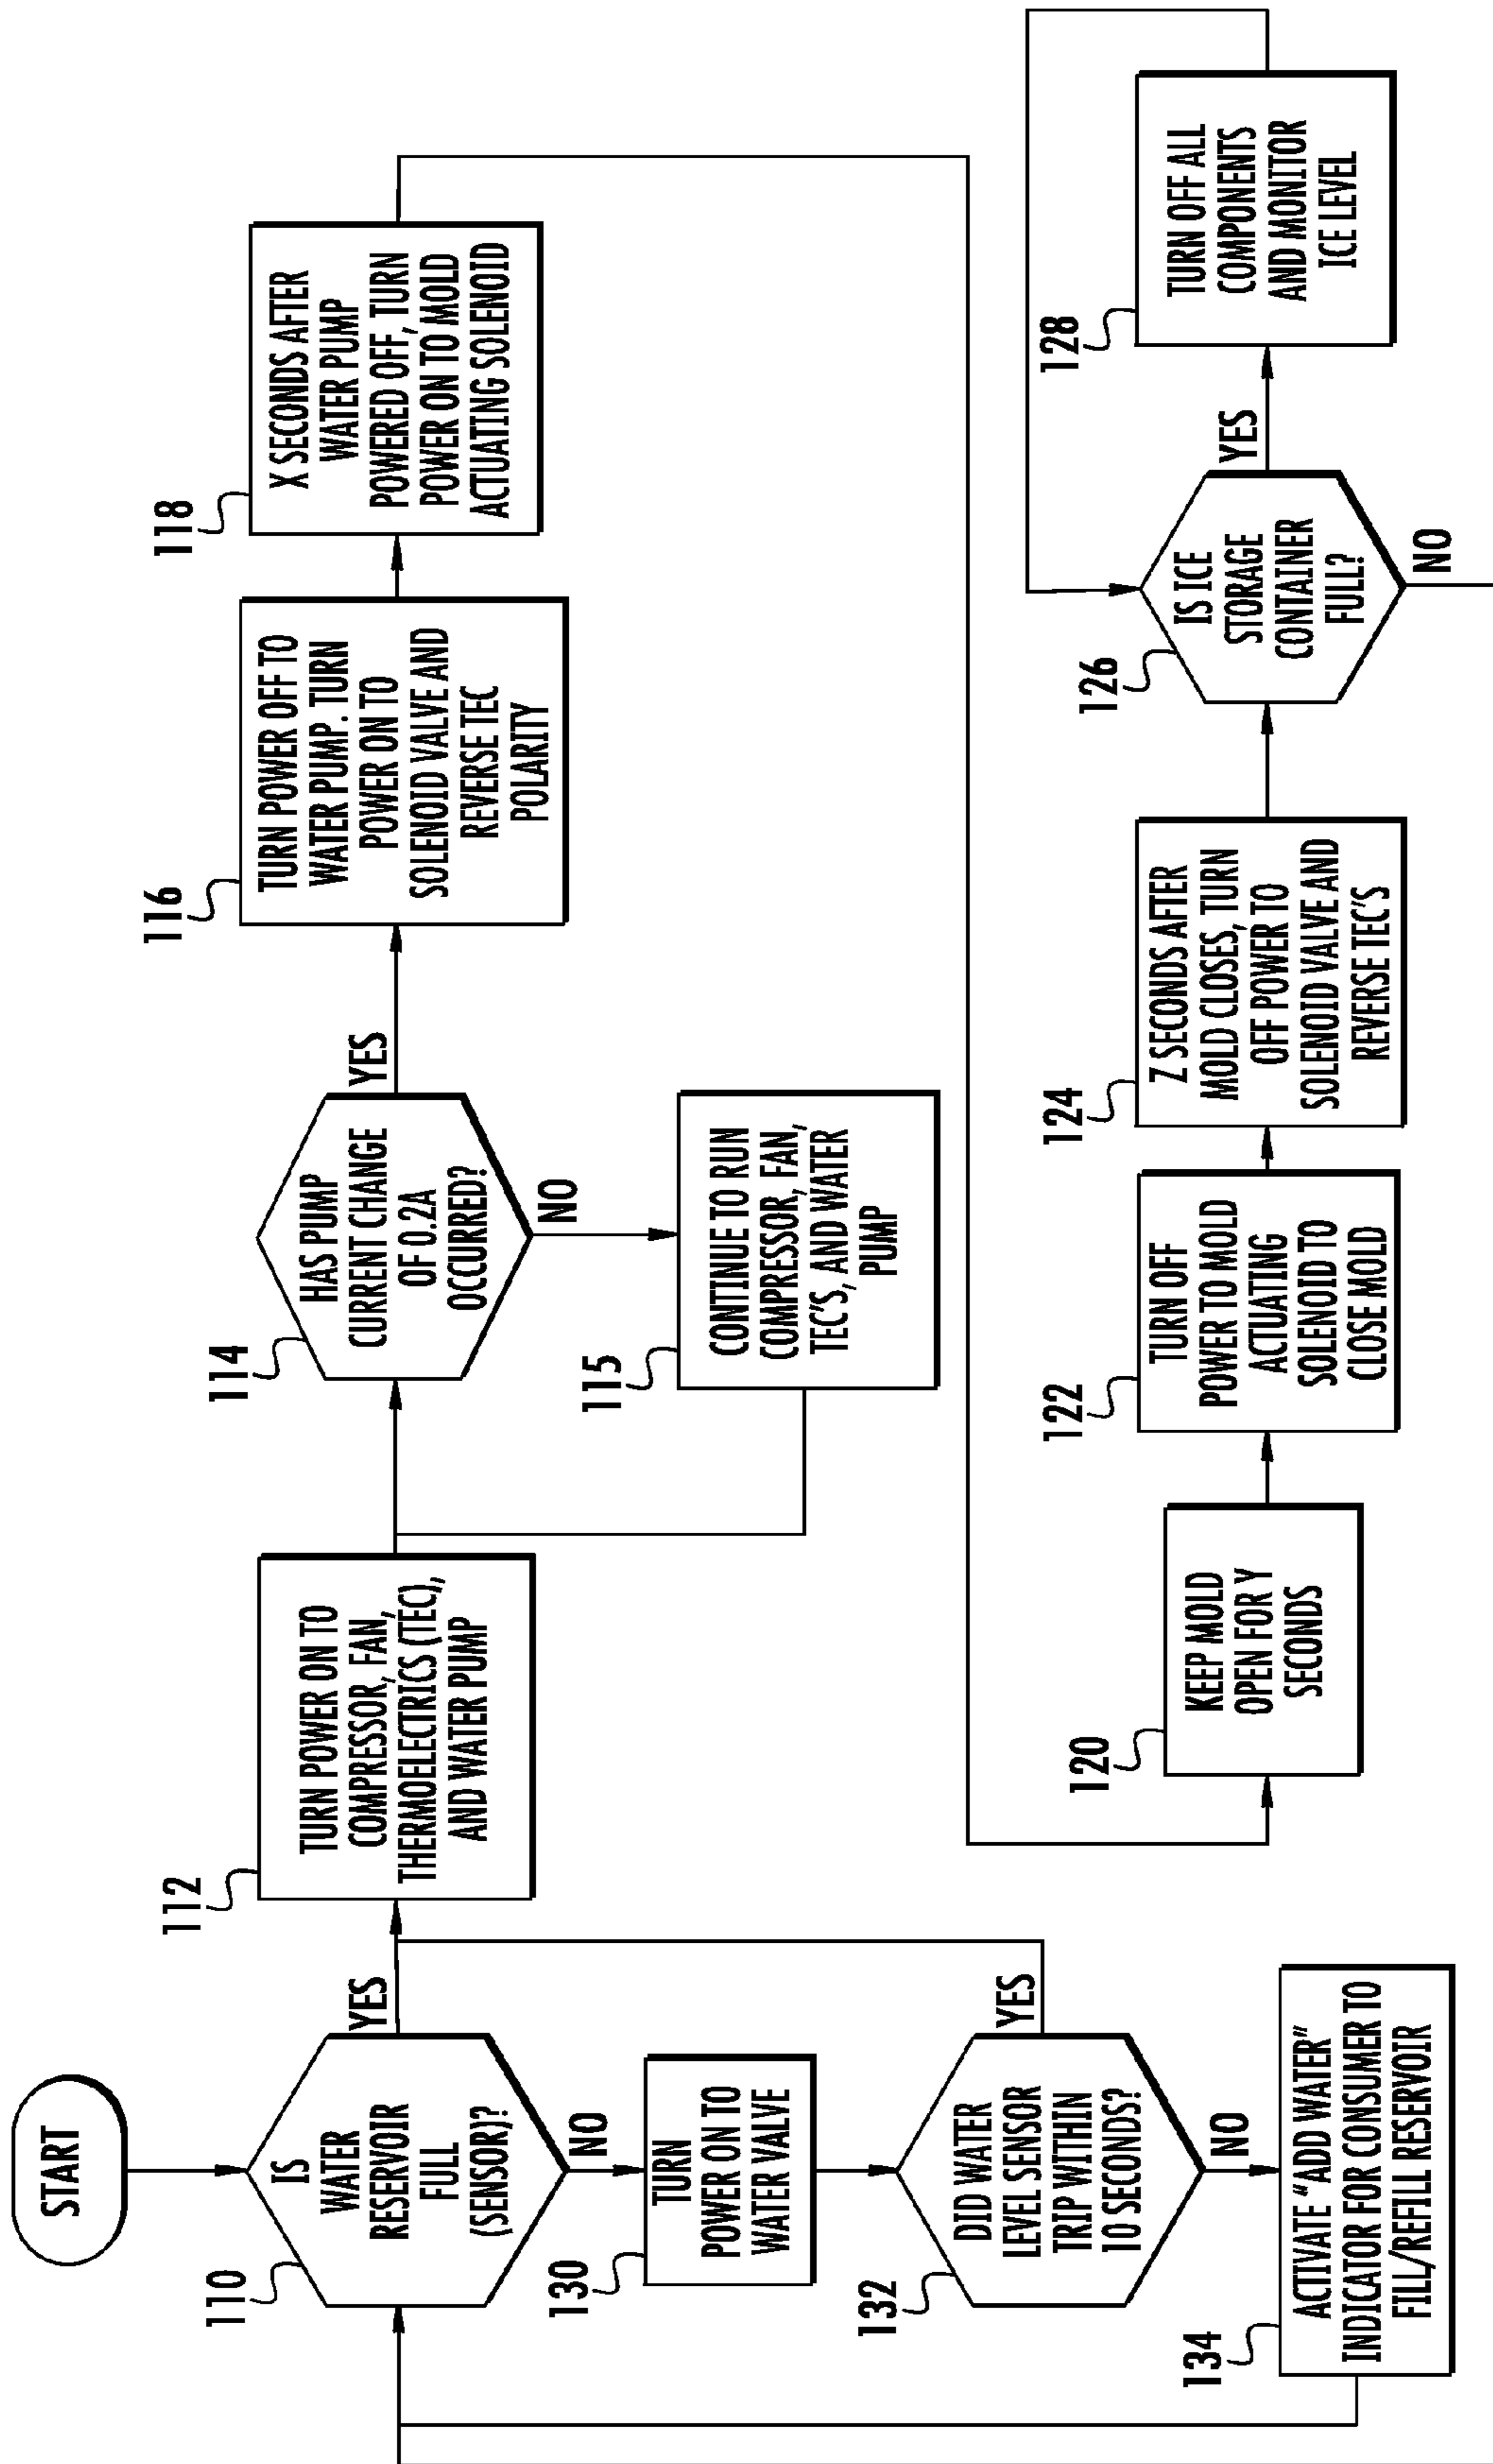 START
110
IS
WATER
RESERVOIR
FULL
(SENSOR)?
YES
NO
130
TURN
POWER ON TO
WATER VALVE
132
DID WATER
LEVEL SENSOR
TRIP WITHIN
10 SECONDS?
YES
NO
134
ACTIVATE "ADD WATER"
INDICATOR FOR CONSUMER TO
FILL/REFILL RESERVOIR
112
TURN POWER ON TO
COMPRESSOR, FAN,
THERMOELECTRICS (TEC),
AND WATER PUMP
114
HAS PUMP
CURRENT CHANGE
OF 0.2A
OCCURRED?
YES
NO
115
CONTINUE TO RUN
COMPRESSOR, FAN,
TEC'S, AND WATER
PUMP
116
TURN POWER OFF TO
WATER PUMP. TURN
POWER ON TO
SOLENOID VALVE AND
REVERSE TEC
POLARITY
118
X SECONDS AFTER
WATER PUMP
POWERED OFF, TURN
POWER ON TO MOLD
ACTUATING SOLENOID
120
KEEP MOLD
OPEN FOR Y
SECONDS
122
TURN OFF
POWER TO MOLD
ACTUATING
SOLENOID TO
CLOSE MOLD
124
Z SECONDS AFTER
MOLD CLOSES, TURN
OFF POWER TO
SOLENOID VALVE AND
REVERSE TEC'S
126
IS ICE
STORAGE
CONTAINER
FULL?
YES
NO
128
TURN OFF ALL
COMPONENTS
AND MONITOR
ICE LEVEL